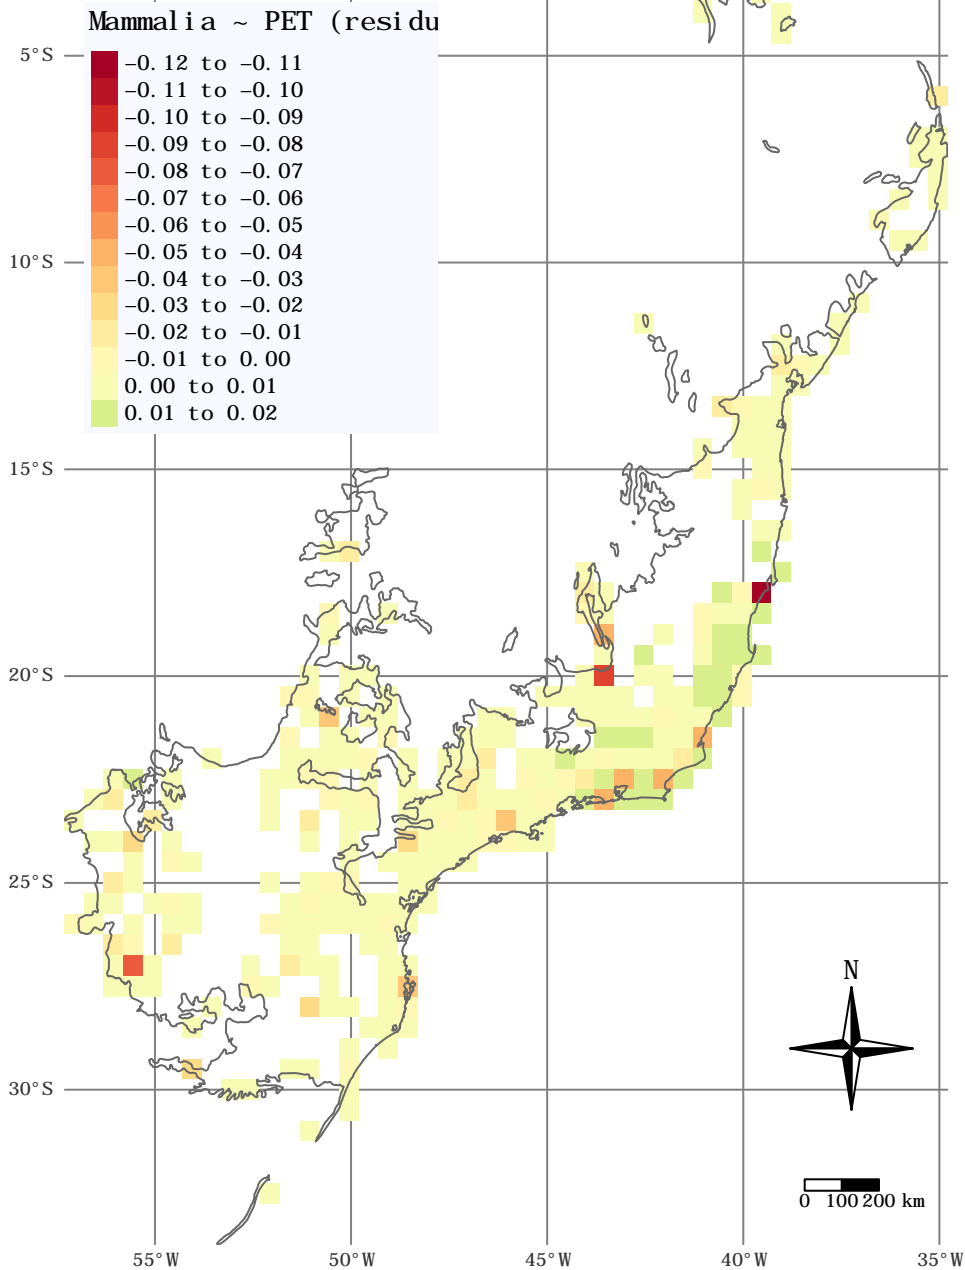 Mammalia ~ PET (residu
−0.12 to −0.11
−0.11 to −0.10
−0.10 to −0.09
−0.09 to −0.08
−0.08 to −0.07
−0.07 to −0.06
−0.06 to −0.05
−0.05 to −0.04
−0.04 to −0.03
−0.03 to −0.02
−0.02 to −0.01
−0.01 to 0.00
0.00 to 0.01
0.01 to 0.02
5°S
10°S
15°S
20°S
25°S
30°S
N
0 100 200 km
55°W 50°W 45°W 40°W 35°W